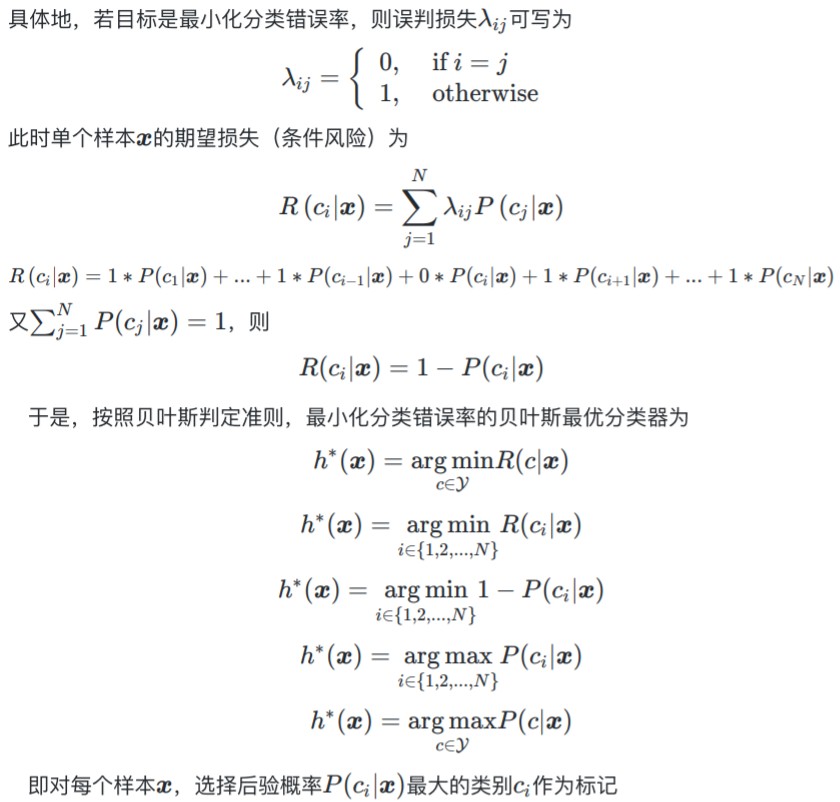 具体地，若目标是最小化分类错误率，则误判损失$\lambda_{ij}$可写为
$$\lambda_{ij} = \begin{cases} 0, & \text{if } i = j \\ 1, & \text{otherwise} \end{cases}$$
此时单个样本$\boldsymbol{x}$的期望损失（条件风险）为
$$R(c_i|\boldsymbol{x}) = \sum_{j=1}^{N} \lambda_{ij} P(c_j|\boldsymbol{x})$$
$$R(c_i|\boldsymbol{x}) = 1 * P(c_1|\boldsymbol{x}) + ... + 1 * P(c_{i-1}|\boldsymbol{x}) + 0 * P(c_i|\boldsymbol{x}) + 1 * P(c_{i+1}|\boldsymbol{x}) + ... + 1 * P(c_N|\boldsymbol{x})$$
又$\sum_{j=1}^{N} P(c_j|\boldsymbol{x}) = 1$，则
$$R(c_i|\boldsymbol{x}) = 1 - P(c_i|\boldsymbol{x})$$
于是，按照贝叶斯判定准则，最小化分类错误率的贝叶斯最优分类器为
$$h^*(\boldsymbol{x}) = \underset{c \in \mathcal{Y}}{\arg\min} R(c|\boldsymbol{x})$$
$$h^*(\boldsymbol{x}) = \underset{i \in \{1,2,...,N\}}{\arg\min} R(c_i|\boldsymbol{x})$$
$$h^*(\boldsymbol{x}) = \underset{i \in \{1,2,...,N\}}{\arg\min} 1 - P(c_i|\boldsymbol{x})$$
$$h^*(\boldsymbol{x}) = \underset{i \in \{1,2,...,N\}}{\arg\max} P(c_i|\boldsymbol{x})$$
$$h^*(\boldsymbol{x}) = \underset{c \in \mathcal{Y}}{\arg\max} P(c|\boldsymbol{x})$$
即对每个样本$\boldsymbol{x}$，选择后验概率$P(c_i|\boldsymbol{x})$最大的类别$c_i$作为标记